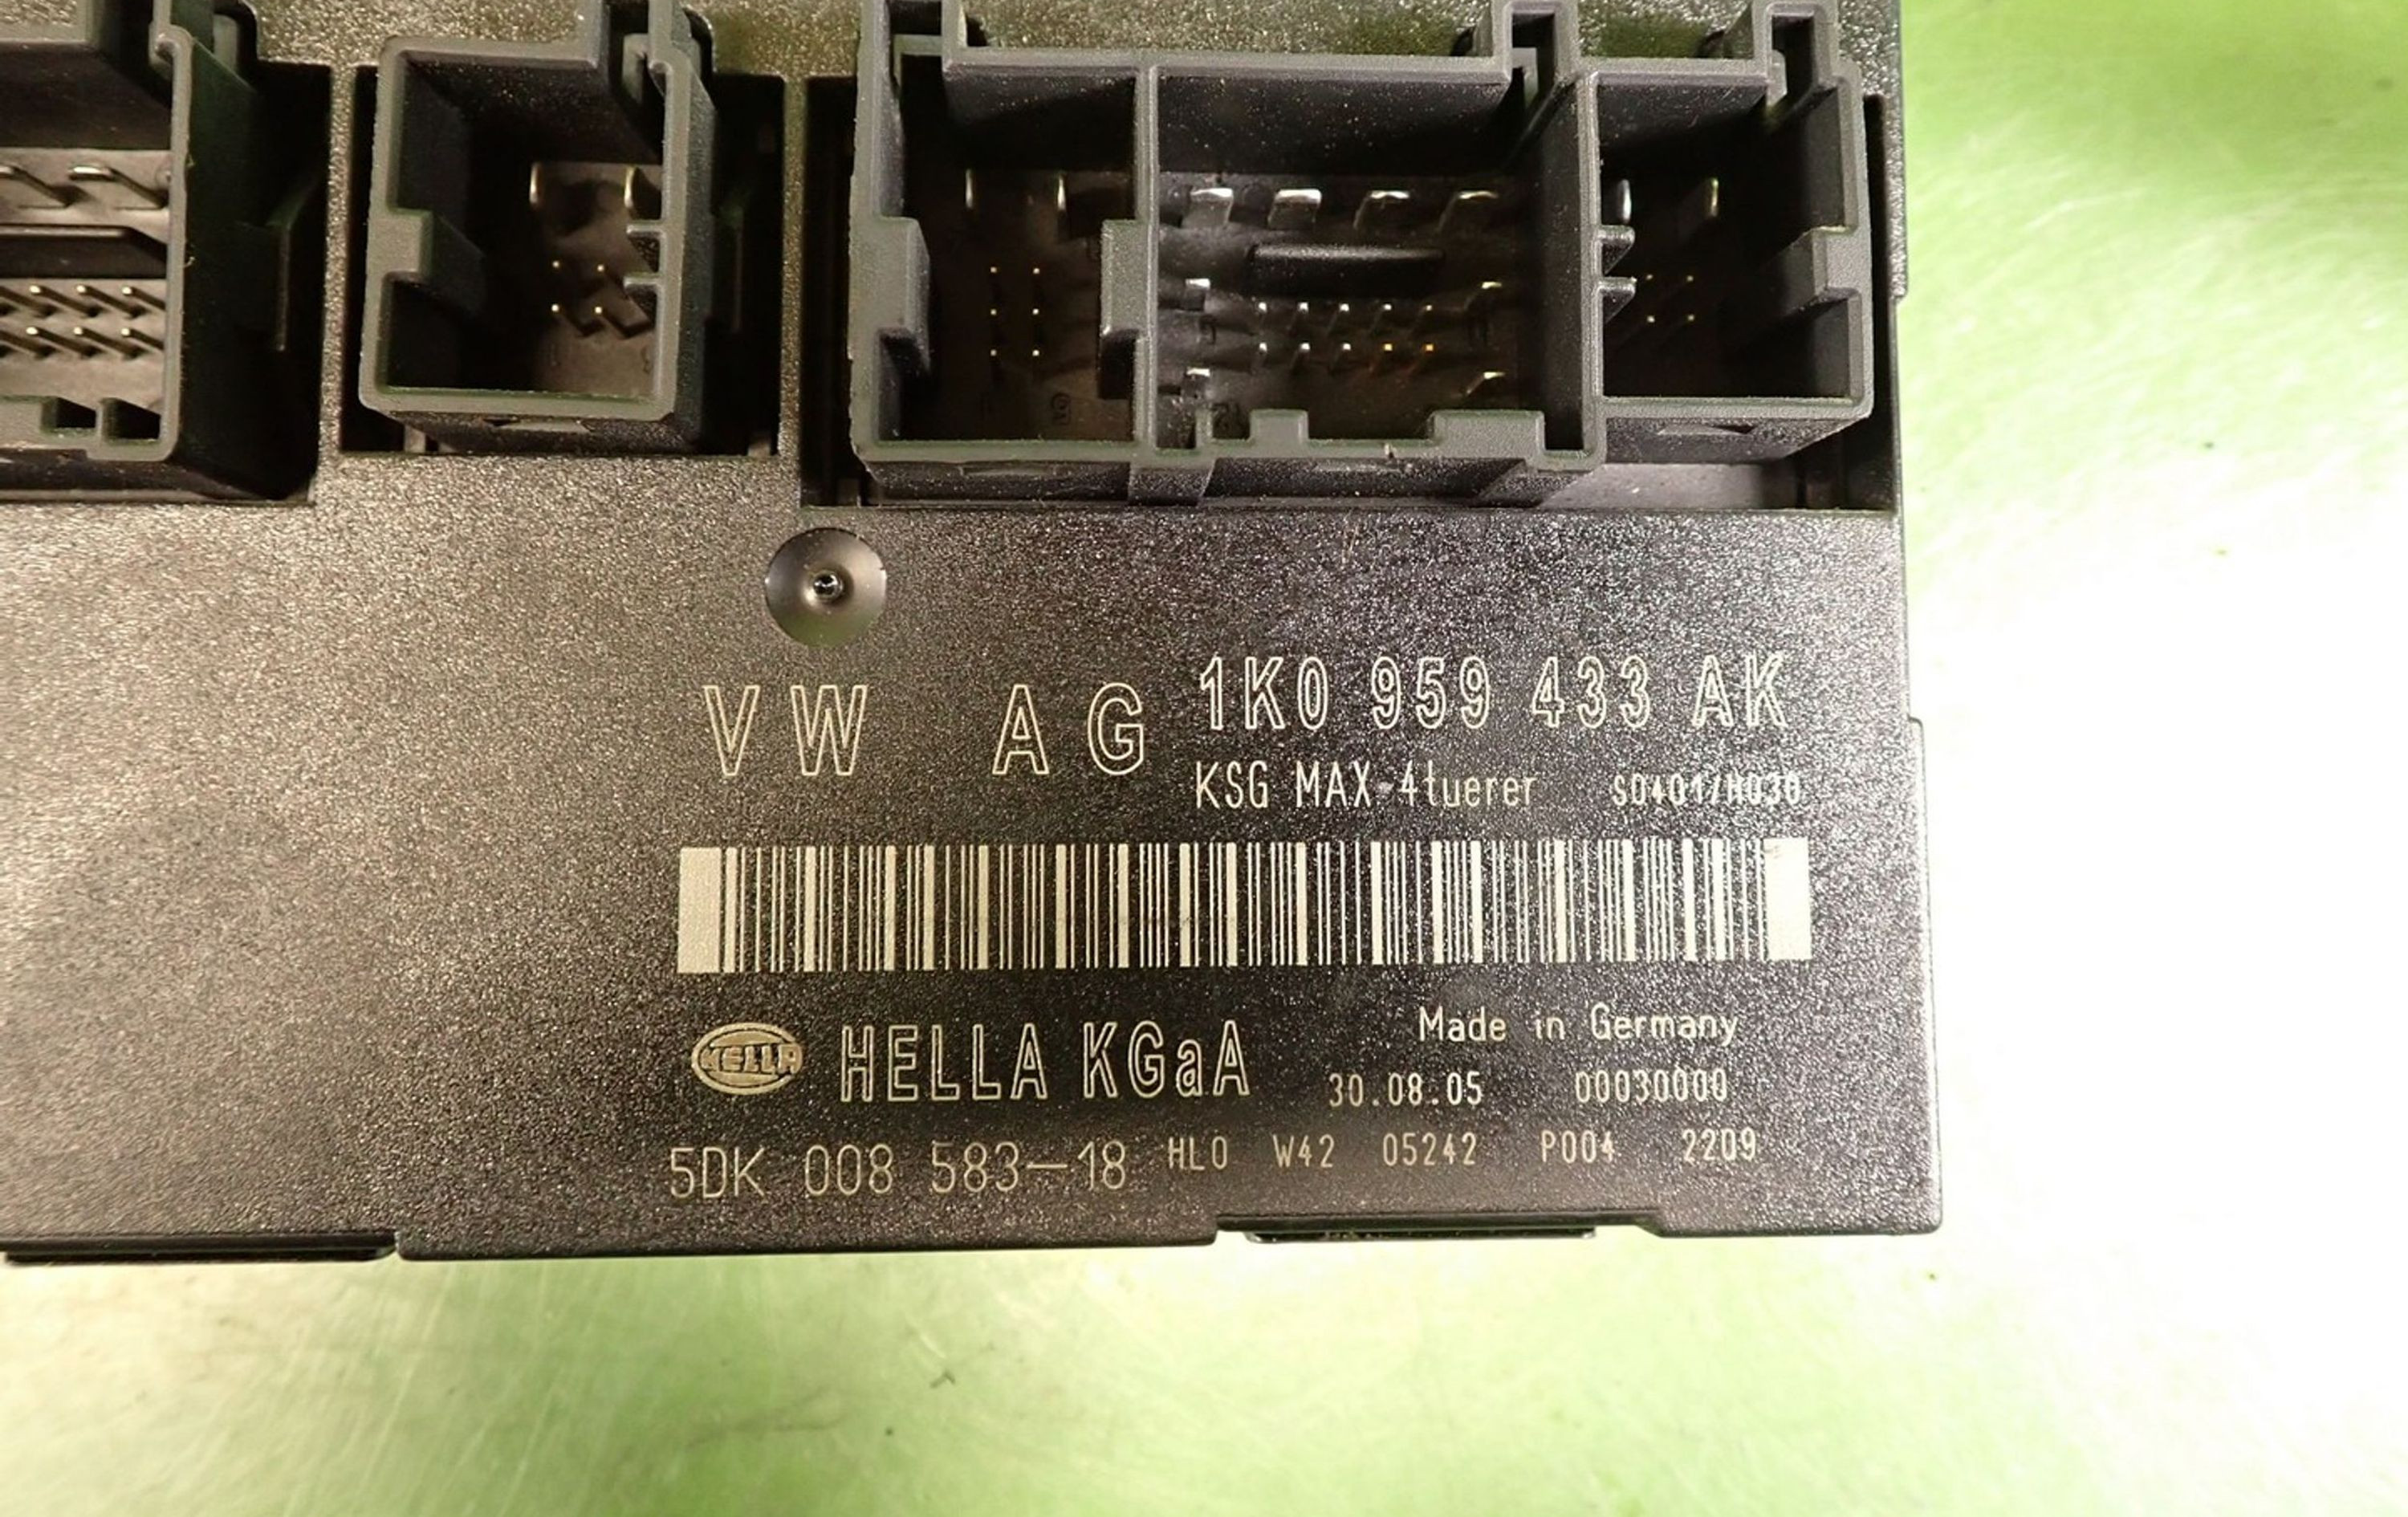 VW AG 1K0 959 433 AK
KSG MAX-4tuerer S0401/H030
HELLA HELLA KGaA Made in Germany
30.08.05 00030000
5DK 008 583-18 HL0 W42 05242 P004 2209